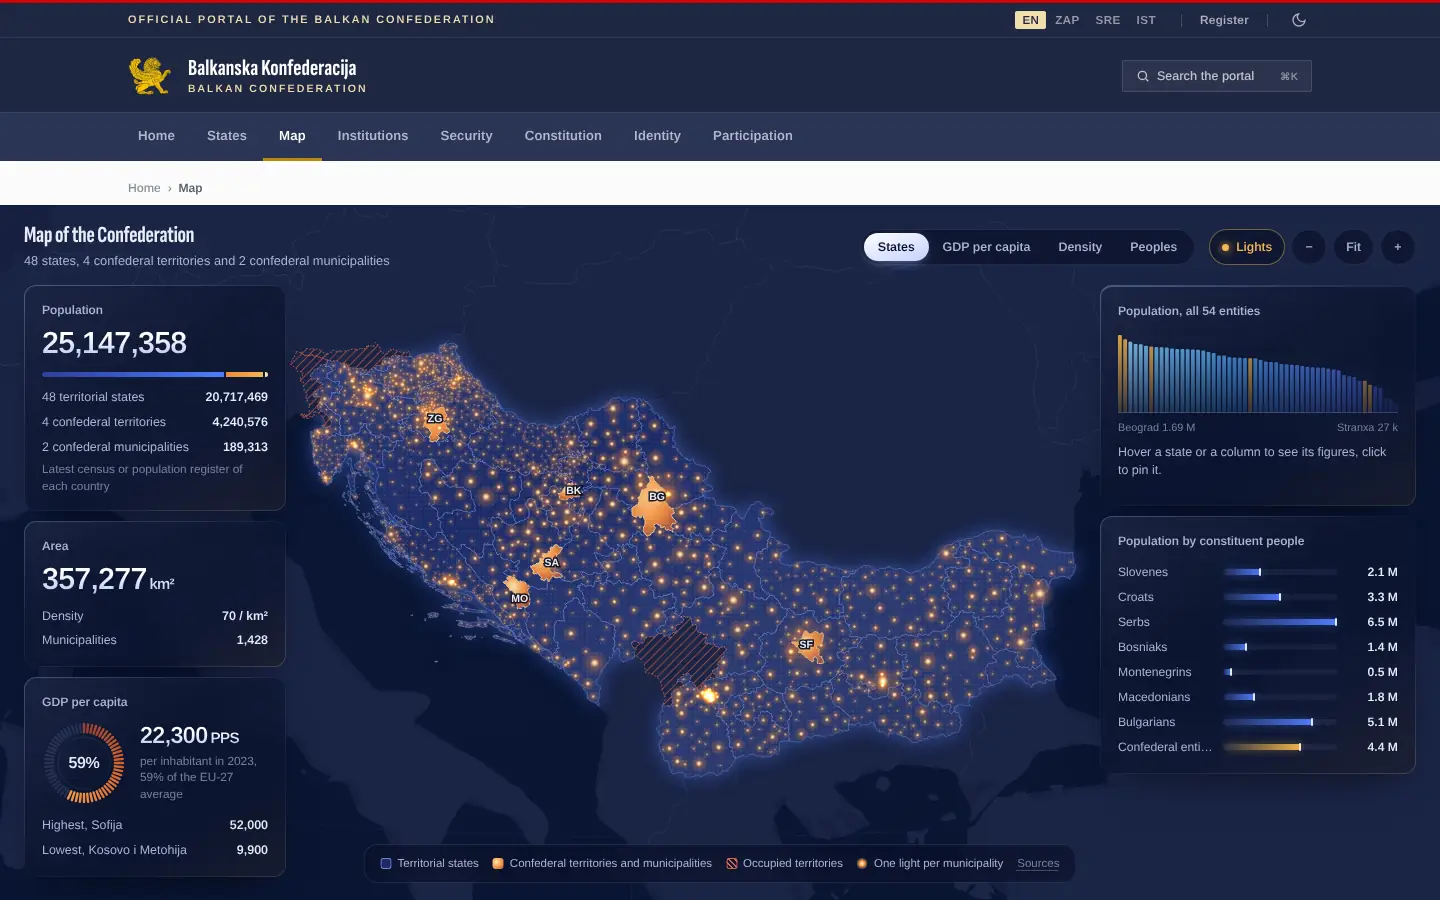 OFFICIAL PORTAL OF THE BALKAN CONFEDERATION
EN ZAP SRE IST Register
Balkanska Konfederacija
BALKAN CONFEDERATION
Search the portal ⌘K
Home States Map Institutions Security Constitution Identity Participation
Home › Map
Map of the Confederation
48 states, 4 confederal territories and 2 confederal municipalities
States GDP per capita Density Peoples Lights − Fit +
Population
25,147,358
48 territorial states 20,717,469
4 confederal territories 4,240,576
2 confederal municipalities 189,313
Latest census or population register of
each country
Area
357,277 km²
Density 70 / km²
Municipalities 1,428
GDP per capita
59%
22,300 PPS
per inhabitant in 2023,
59% of the EU-27
average
Highest, Sofija 52,000
Lowest, Kosovo i Metohija 9,900
ZG
BK
BG
SA
MO
SF
Population, all 54 entities
Beograd 1.69 M Stranxa 27 k
Hover a state or a column to see its figures, click
to pin it.
Population by constituent people
Slovenes 2.1 M
Croats 3.3 M
Serbs 6.5 M
Bosniaks 1.4 M
Montenegrins 0.5 M
Macedonians 1.8 M
Bulgarians 5.1 M
Confederal enti… 4.4 M
Territorial states Confederal territories and municipalities Occupied territories One light per municipality Sources